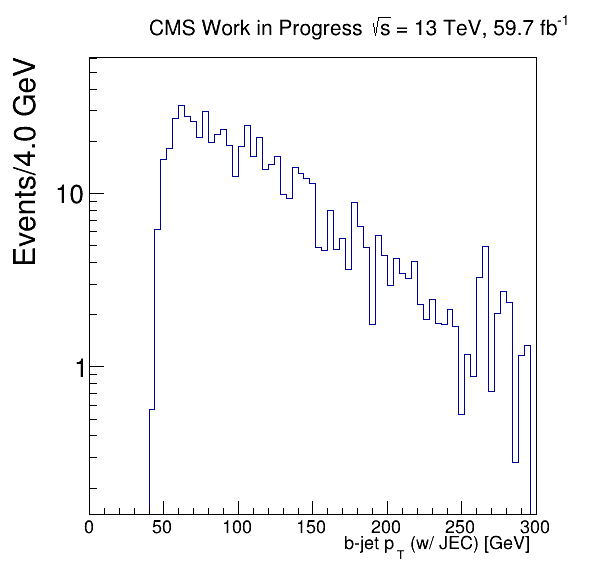 CMS Work in Progress √s = 13 TeV, 59.7 fb⁻¹
Events/4.0 GeV
10
1
0 50 100 150 200 250 300
b-jet p_T (w/ JEC) [GeV]